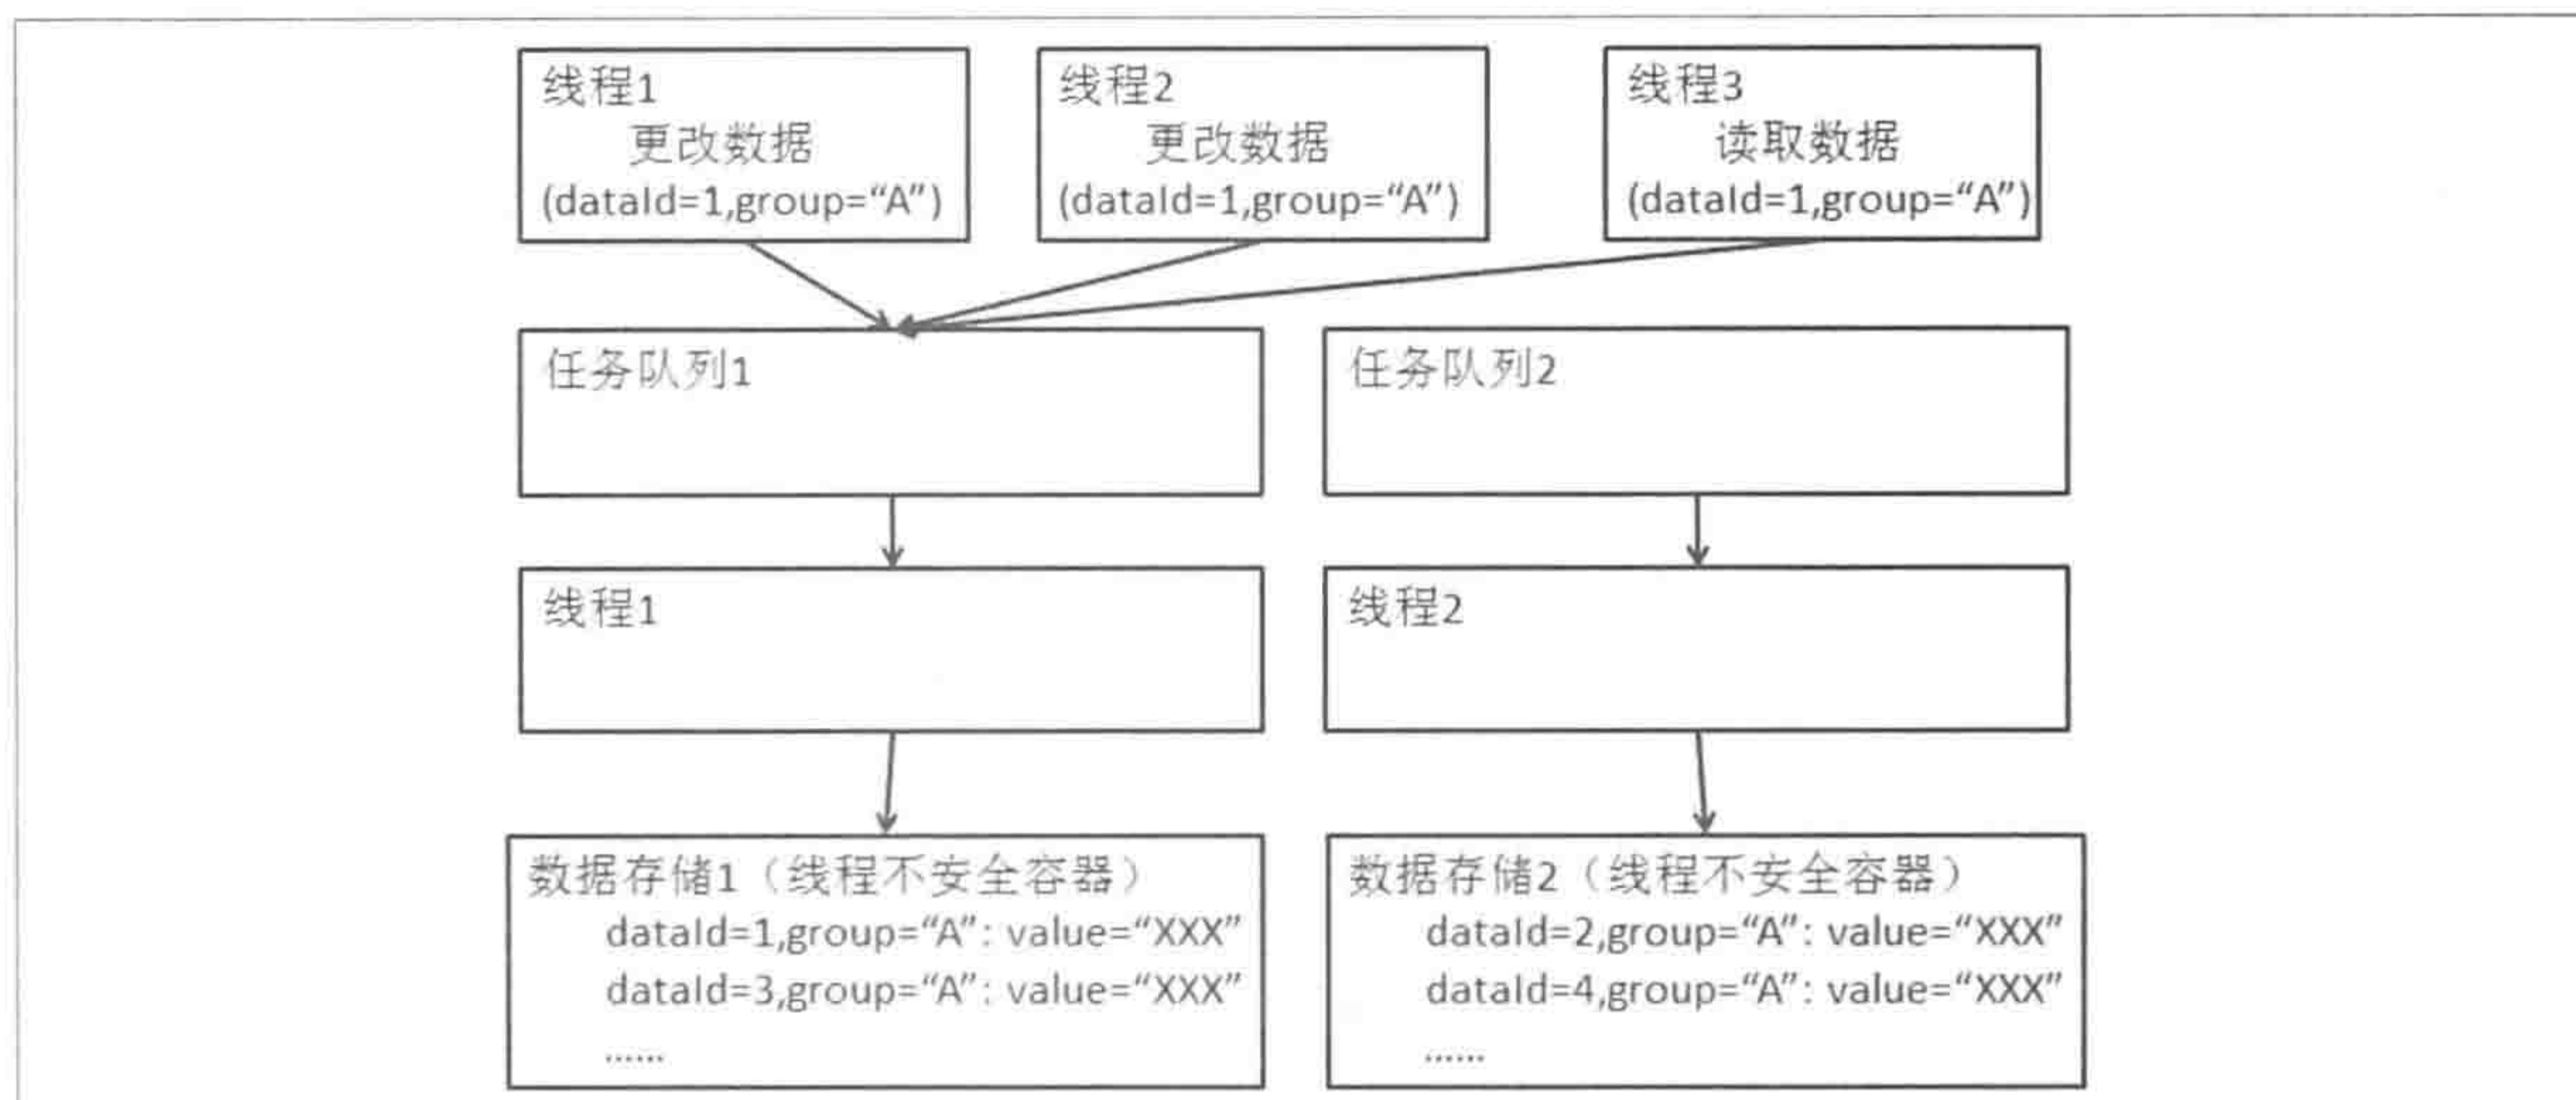 线程1
更改数据
(dataId=1,group=“A”)
线程2
更改数据
(dataId=1,group=“A”)
线程3
读取数据
(dataId=1,group=“A”)
任务队列1
任务队列2
线程1
线程2
数据存储1（线程不安全容器）
dataId=1,group=“A”: value=“XXX”
dataId=3,group=“A”: value=“XXX”
......
数据存储2（线程不安全容器）
dataId=2,group=“A”: value=“XXX”
dataId=4,group=“A”: value=“XXX”
......